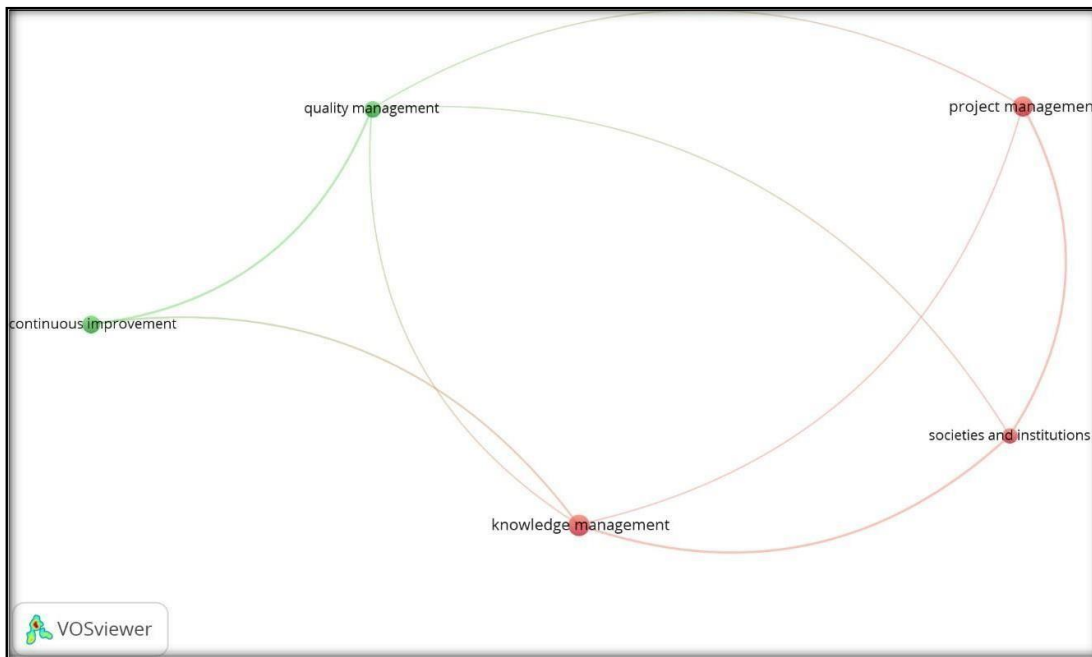 quality management
project managemen
continuous improvement
societies and institutions
knowledge management
VOSviewer